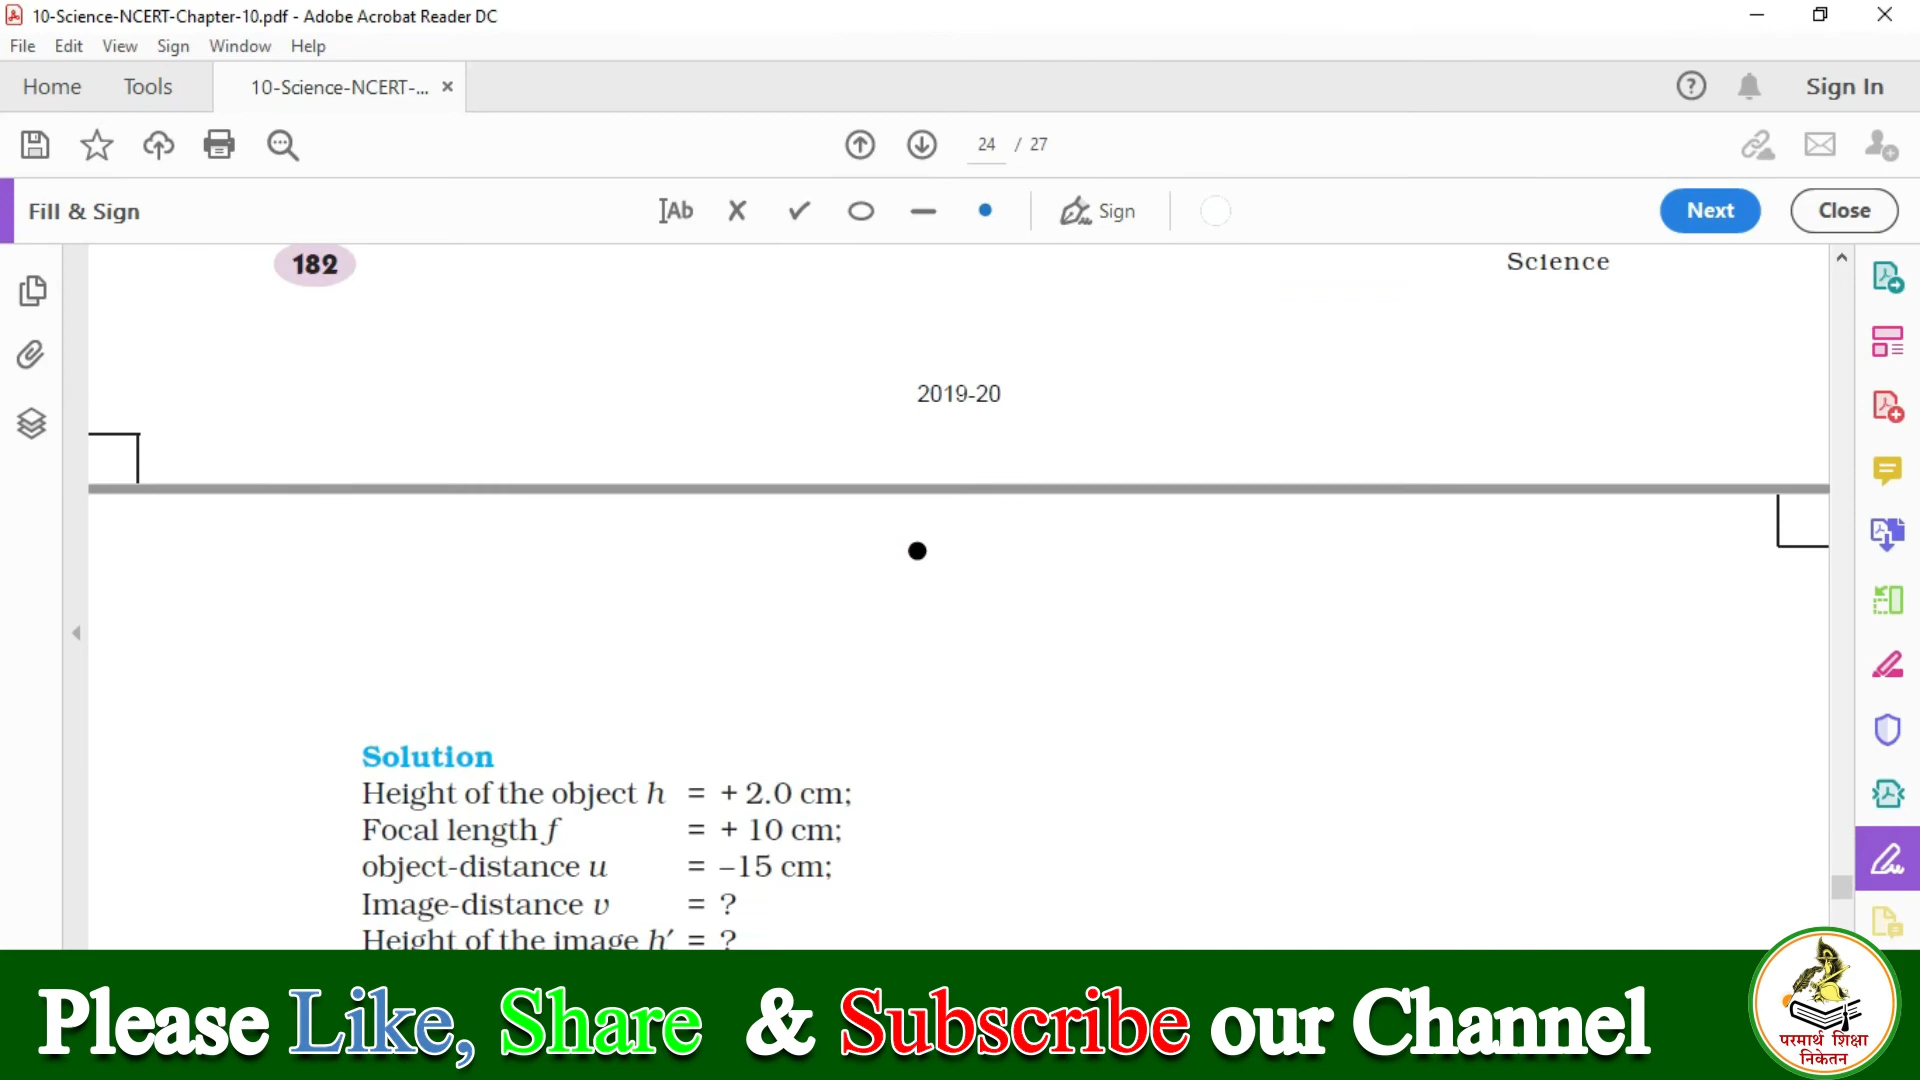 10-Science-NCERT-Chapter-10.pdf - Adobe Acrobat Reader DC
File Edit View Sign Window Help
Home Tools 10-Science-NCERT-... × Sign In
24 / 27
Fill & Sign Ab Sign Next Close
182 Science
2019-20
Solution
Height of the object h = + 2.0 cm;
Focal length f = + 10 cm;
object-distance u = –15 cm;
Image-distance v = ?
Height of the image h′ = ?
Please Like, Share & Subscribe our Channel
परमार्थ शिक्षा
निकेतन